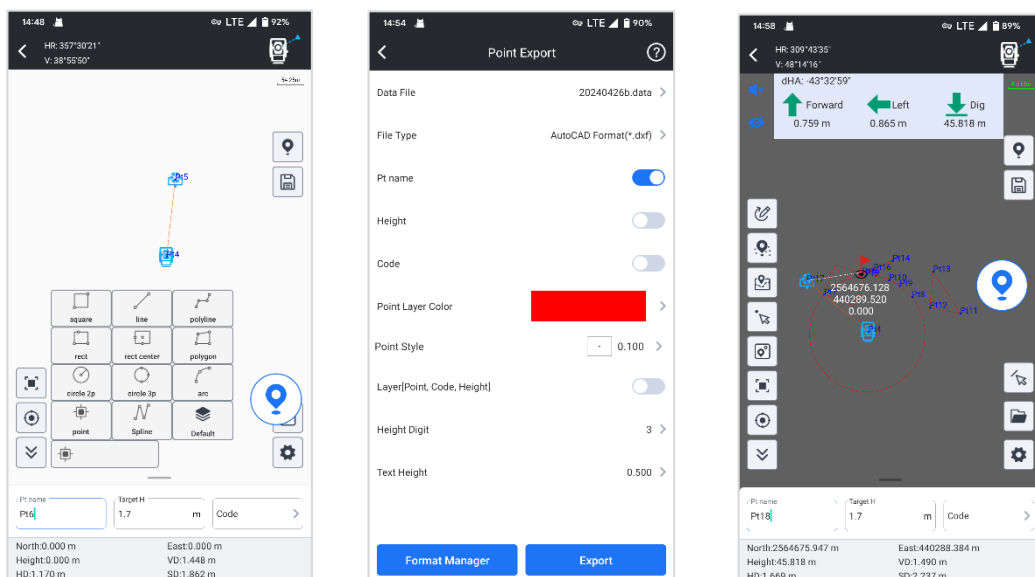 14:48
LTE 92%
HR: 357°30'21"
V: 38°55'50"
Pt5
Pt4
square
line
polyline
rect
rect center
polygon
circle 2p
circle 3p
arc
point
Spline
Default
Pt name
Pt6
Target H
1.7 m
Code
North:0.000 m
East:0.000 m
Height:0.000 m
VD:1.448 m
HD:1.170 m
SD:1.862 m
14:54
LTE 90%
Point Export
Data File
20240426b.data
File Type
AutoCAD Format(*.dxf)
Pt name
Height
Code
Point Layer Color
Point Style
0.100
Layer[Point, Code, Height]
Height Digit
3
Text Height
0.500
Format Manager
Export
14:58
LTE 89%
HR: 309°43'35"
V: 48°14'16"
dHA: -43°32'59"
Forward
0.759 m
Left
0.865 m
Dig
45.818 m
Pt14
Pt16
Pt13
Pt10
Pt9
Pt8
Pt12
Pt11
2564676.128
440289.520
0.000
Pt4
Pt name
Pt18
Target H
1.7 m
Code
North:2564675.947 m
East:440288.384 m
Height:45.818 m
VD:1.490 m
HD:1.669 m
SD:2.237 m